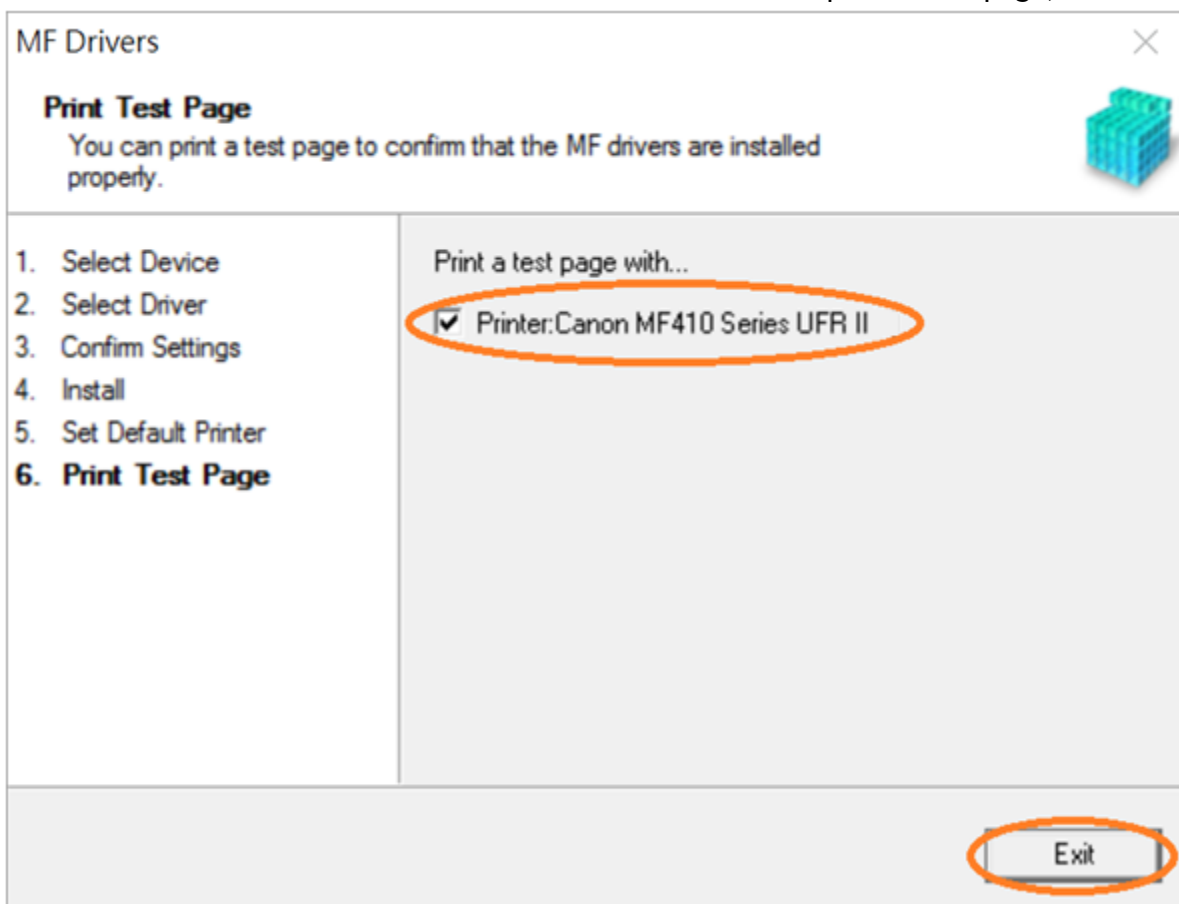 MF Drivers
Print Test Page
You can print a test page to confirm that the MF drivers are installed
properly.
1. Select Device
2. Select Driver
3. Confirm Settings
4. Install
5. Set Default Printer
6. Print Test Page
Print a test page with...
Printer:Canon MF410 Series UFR II
Exit